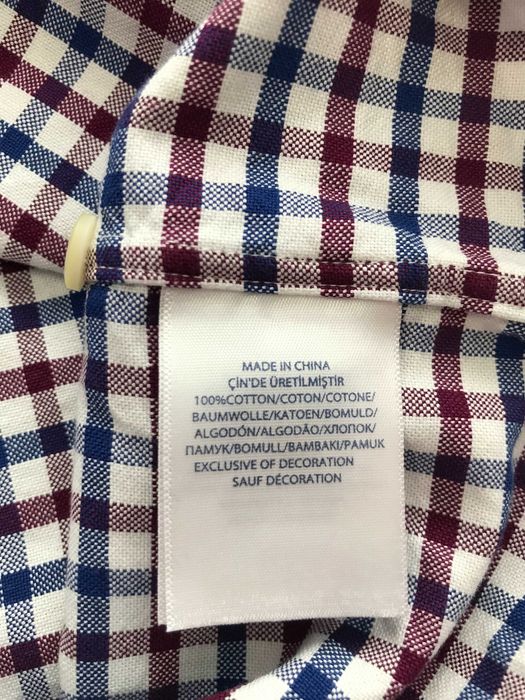 MADE IN CHINA
ÇİN'DE ÜRETİLMİŞTİR
100%COTTON/COTON/COTONE/
BAUMWOLLE/KATOEN/BOMULD/
ALGODÓN/ALGODÃO/ХЛОПОК/
ПАМУК/BOMULL/BAMBAKI/PAMUK
EXCLUSIVE OF DECORATION
SAUF DÉCORATION